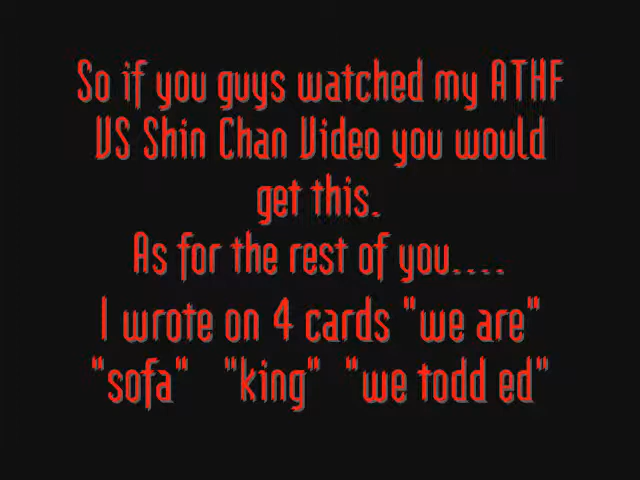 So if you guys watched my ATHF
VS Shin Chan Video you would
get this.
As for the rest of you....
I wrote on 4 cards "we are"
"sofa" "king" "we todd ed"